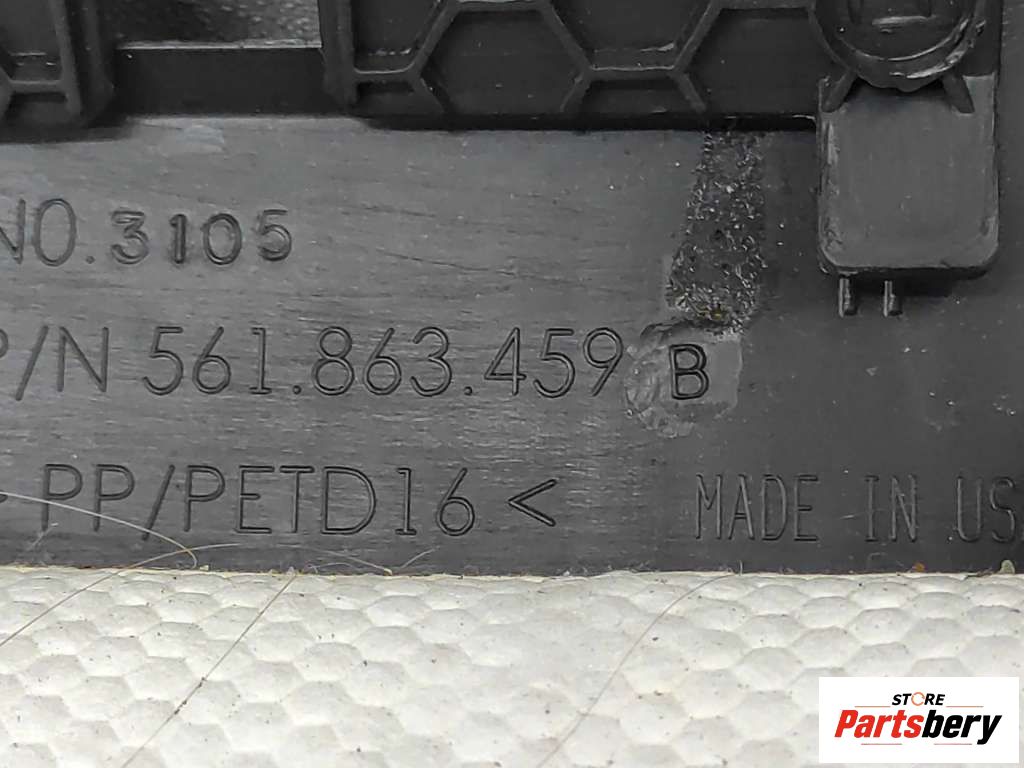 NO. 3105
P/N 561.863.459 B
PP/PETD16 <
MADE IN US
STORE
Partsbery